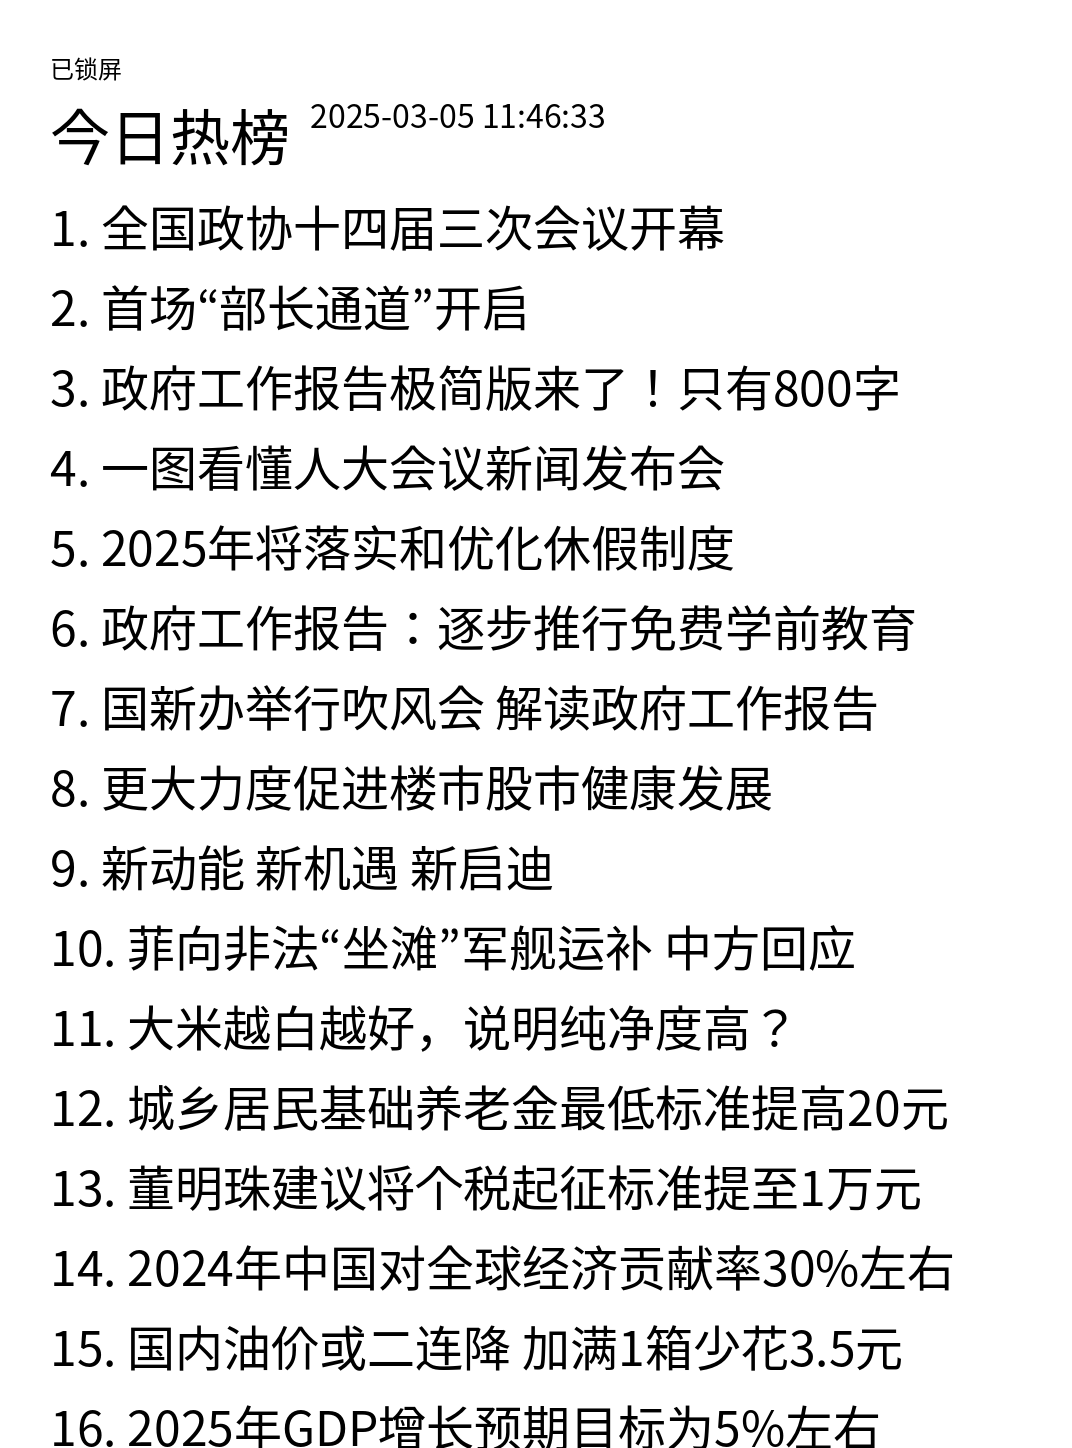 已锁屏
今日热榜 2025-03-05 11:46:33
1. 全国政协十四届三次会议开幕
2. 首场“部长通道”开启
3. 政府工作报告极简版来了！只有800字
4. 一图看懂人大会议新闻发布会
5. 2025年将落实和优化休假制度
6. 政府工作报告：逐步推行免费学前教育
7. 国新办举行吹风会 解读政府工作报告
8. 更大力度促进楼市股市健康发展
9. 新动能 新机遇 新启迪
10. 菲向非法“坐滩”军舰运补 中方回应
11. 大米越白越好，说明纯净度高？
12. 城乡居民基础养老金最低标准提高20元
13. 董明珠建议将个税起征标准提至1万元
14. 2024年中国对全球经济贡献率30%左右
15. 国内油价或二连降 加满1箱少花3.5元
16. 2025年GDP增长预期目标为5%左右